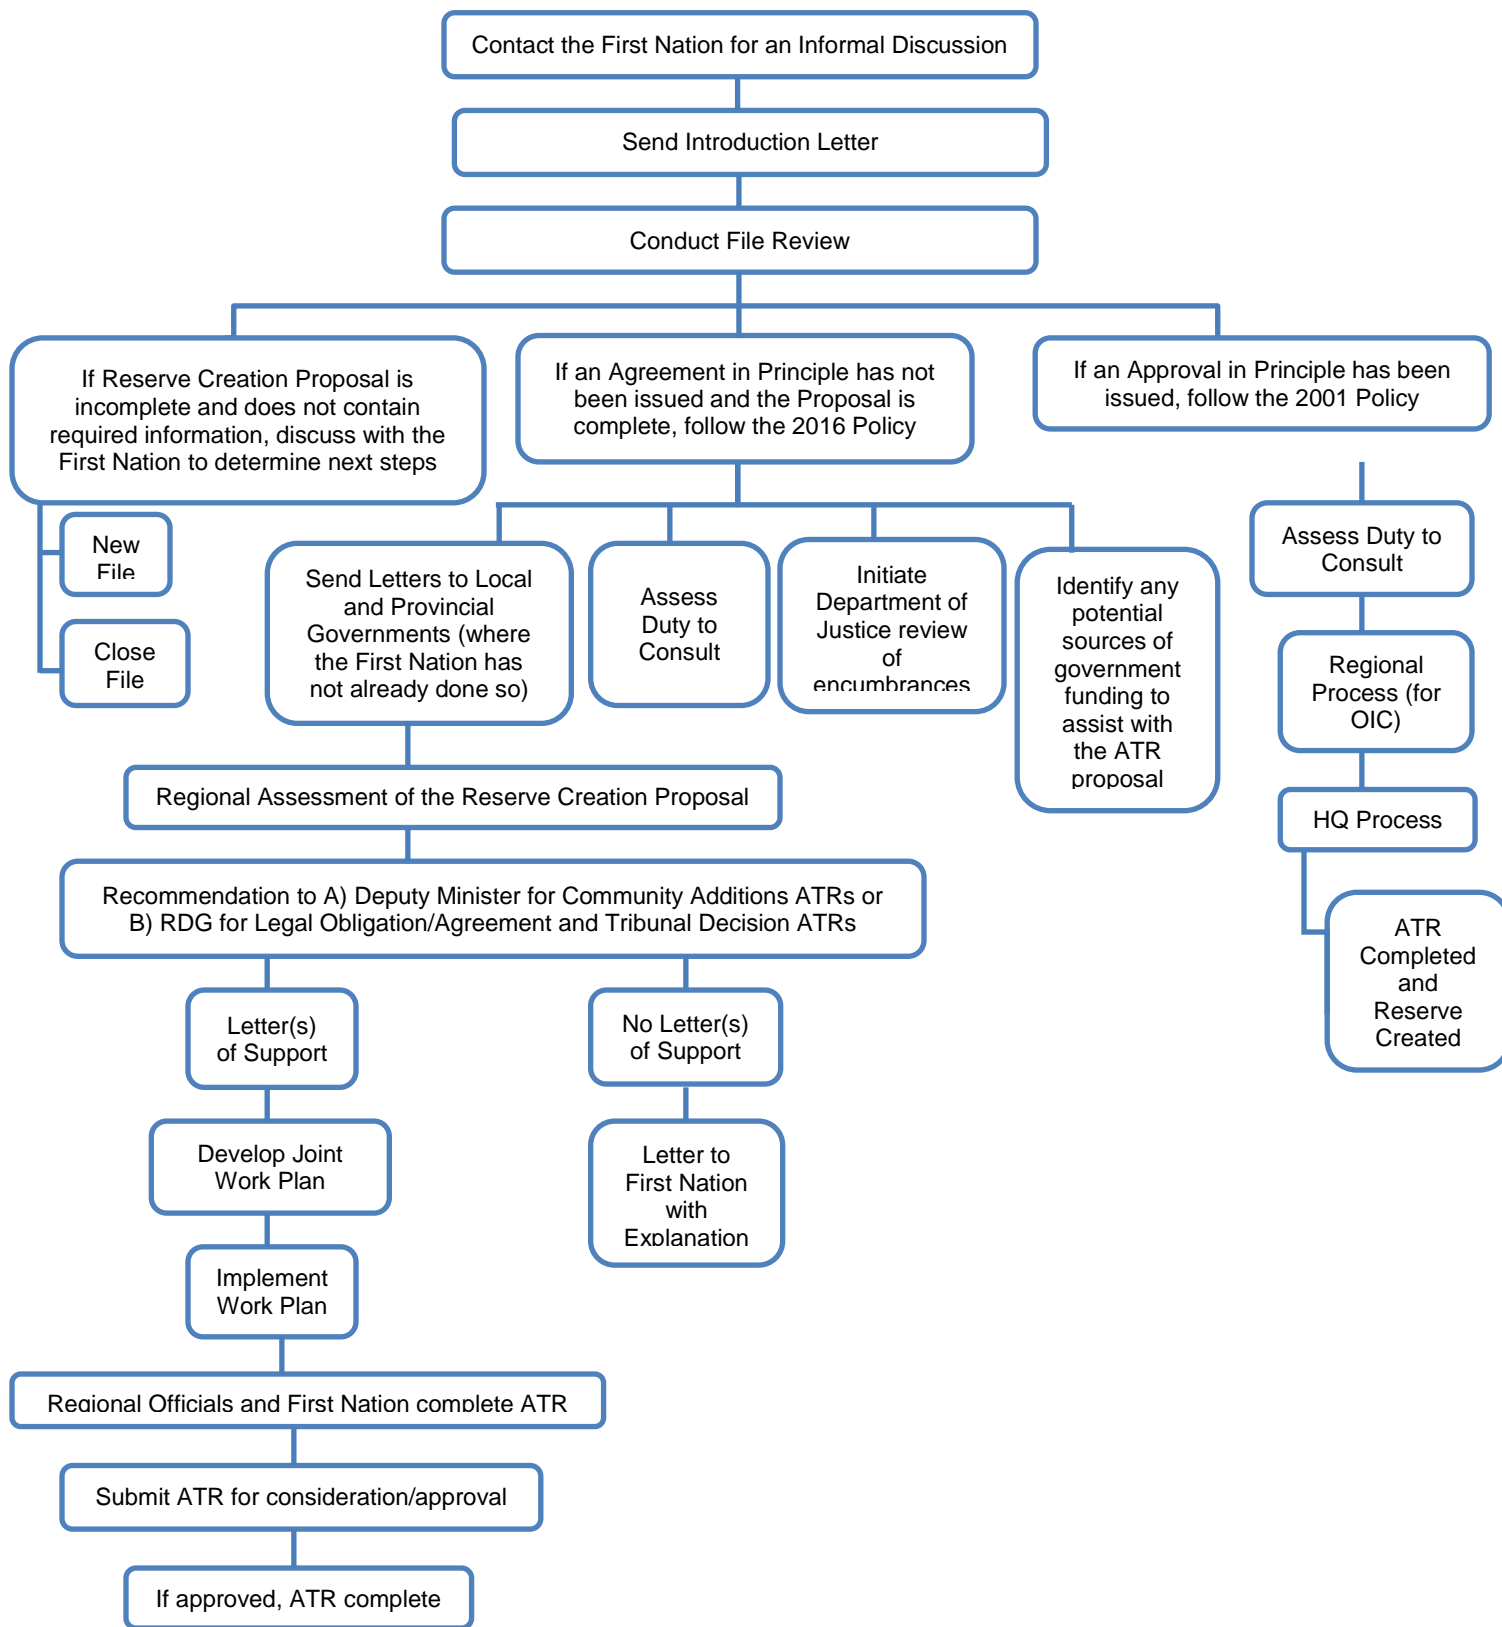 Contact the First Nation for an Informal Discussion
Send Introduction Letter
Conduct File Review
If Reserve Creation Proposal is
incomplete and does not contain
required information, discuss with the
First Nation to determine next steps
New
File
Close
File
If an Agreement in Principle has not
been issued and the Proposal is
complete, follow the 2016 Policy
Send Letters to Local
and Provincial
Governments (where
the First Nation has
not already done so)
Assess
Duty to
Consult
Initiate
Department of
Justice review
of
encumbrances
Identify any
potential
sources of
government
funding to
assist with
the ATR
proposal
Regional Assessment of the Reserve Creation Proposal
Recommendation to A) Deputy Minister for Community Additions ATRs or
B) RDG for Legal Obligation/Agreement and Tribunal Decision ATRs
Letter(s)
of Support
Develop Joint
Work Plan
Implement
Work Plan
Regional Officials and First Nation complete ATR
Submit ATR for consideration/approval
If approved, ATR complete
No Letter(s)
of Support
Letter to
First Nation
with
Explanation
If an Approval in Principle has been
issued, follow the 2001 Policy
Assess Duty to
Consult
Regional
Process (for
OIC)
HQ Process
ATR
Completed
and
Reserve
Created